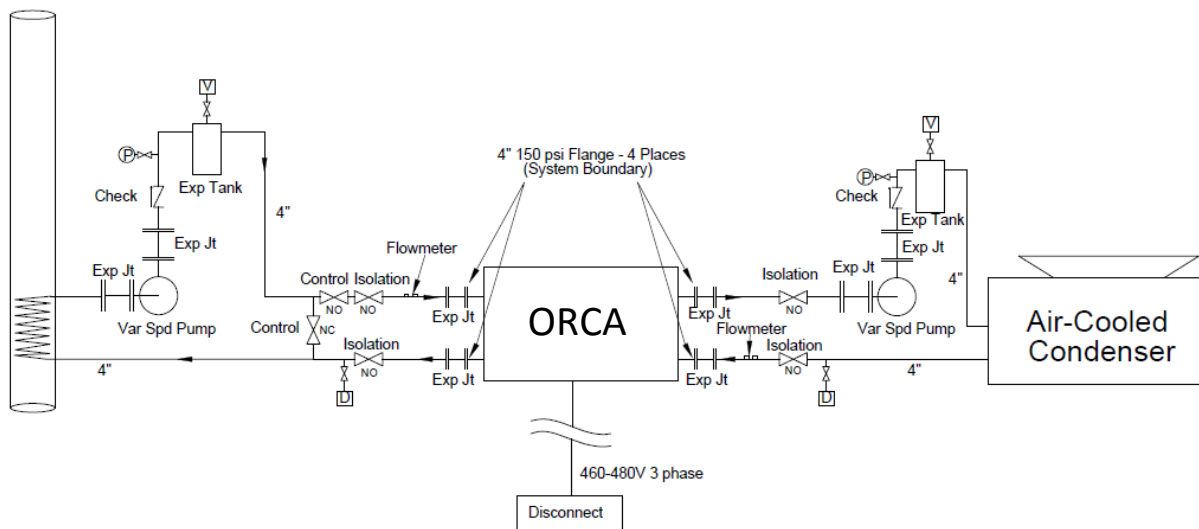 V
V
4" 150 psi Flange - 4 Places
(System Boundary)
P
P
Check
Exp Tank
Check
Exp Tank
4"
Exp Jt
Exp Jt
Flowmeter
4"
Exp Jt
Control Isolation
Isolation
Exp Jt
NO
NO
Exp Jt
ORCA
Exp Jt
NO
Var Spd Pump
Var Spd Pump
Control
NC
Flowmeter
Air-Cooled
Condenser
Isolation
Isolation
4"
NO
Exp Jt
Exp Jt
NO
4"
D
D
460-480V 3 phase
Disconnect